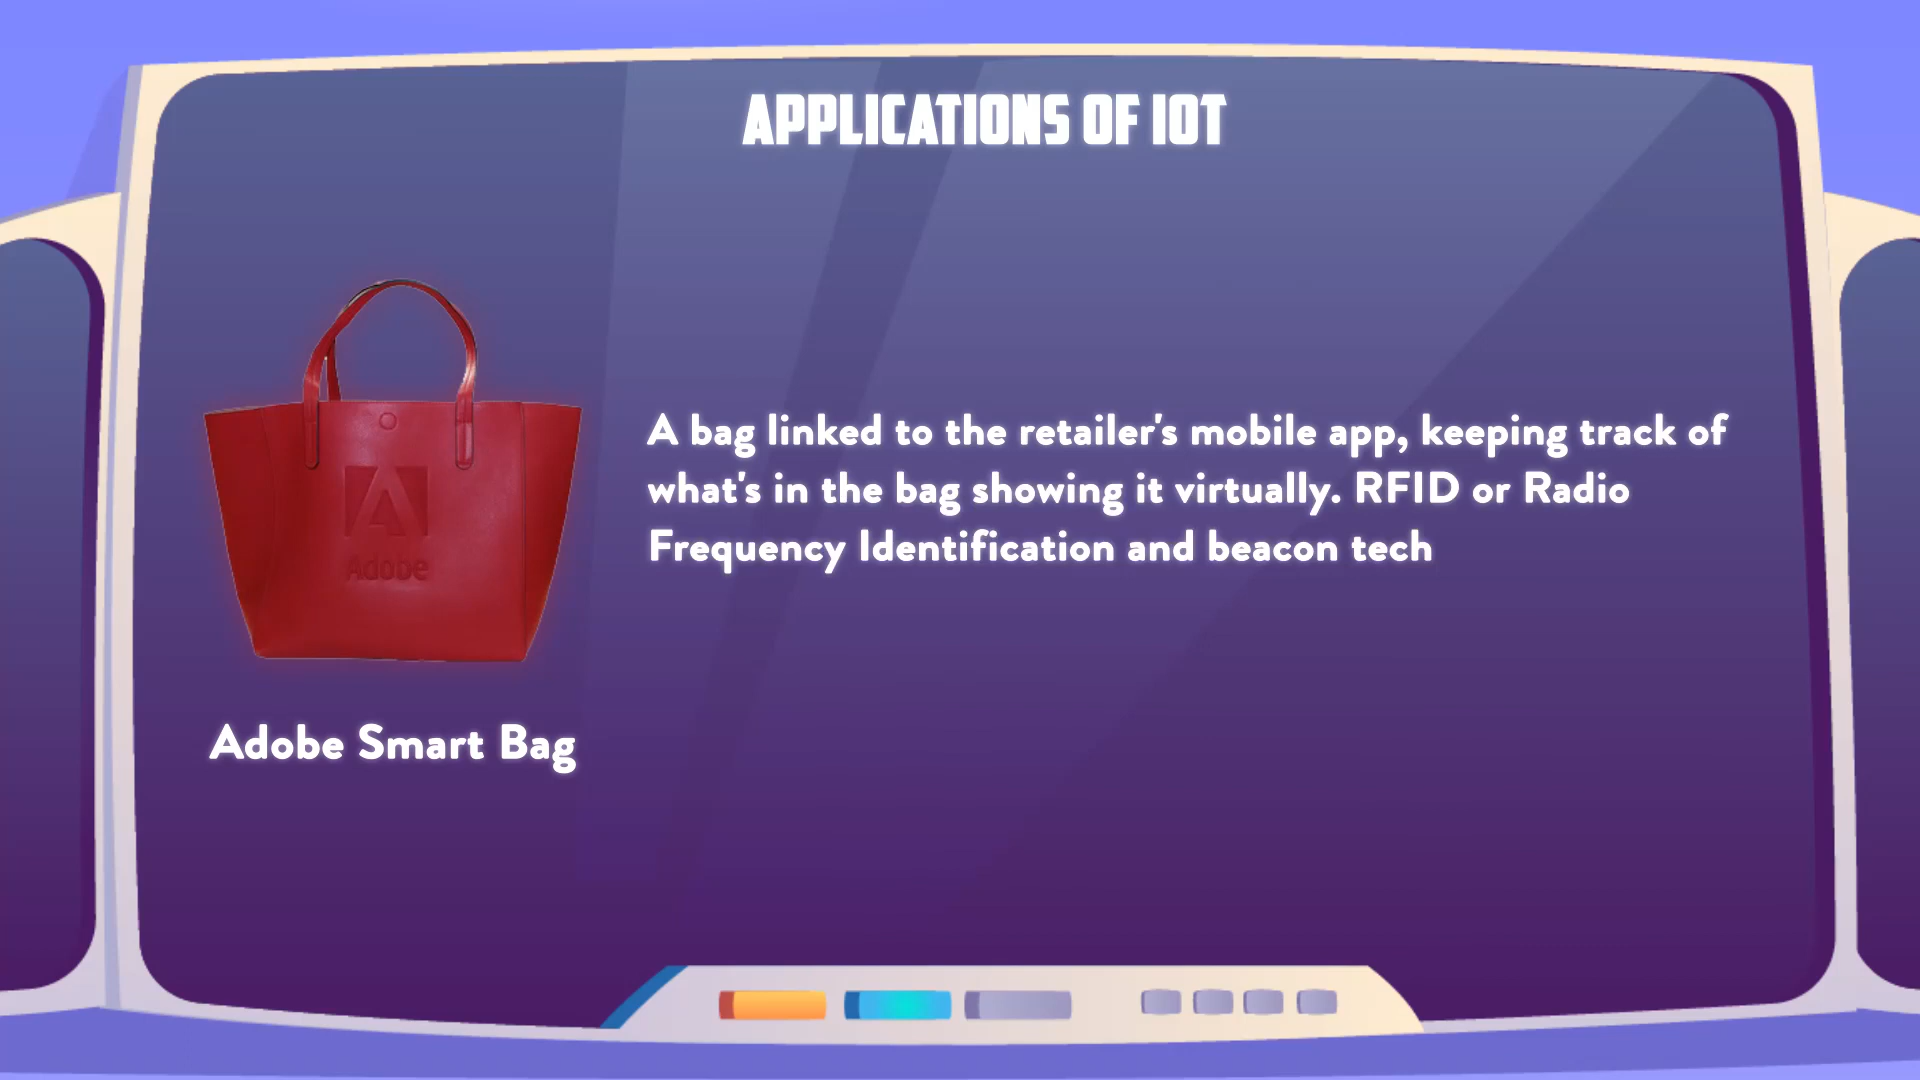 APPLICATIONS OF IOT
A bag linked to the retailer's mobile app, keeping track of
what's in the bag showing it virtually. RFID or Radio
Frequency Identification and beacon tech
Adobe
Adobe Smart Bag